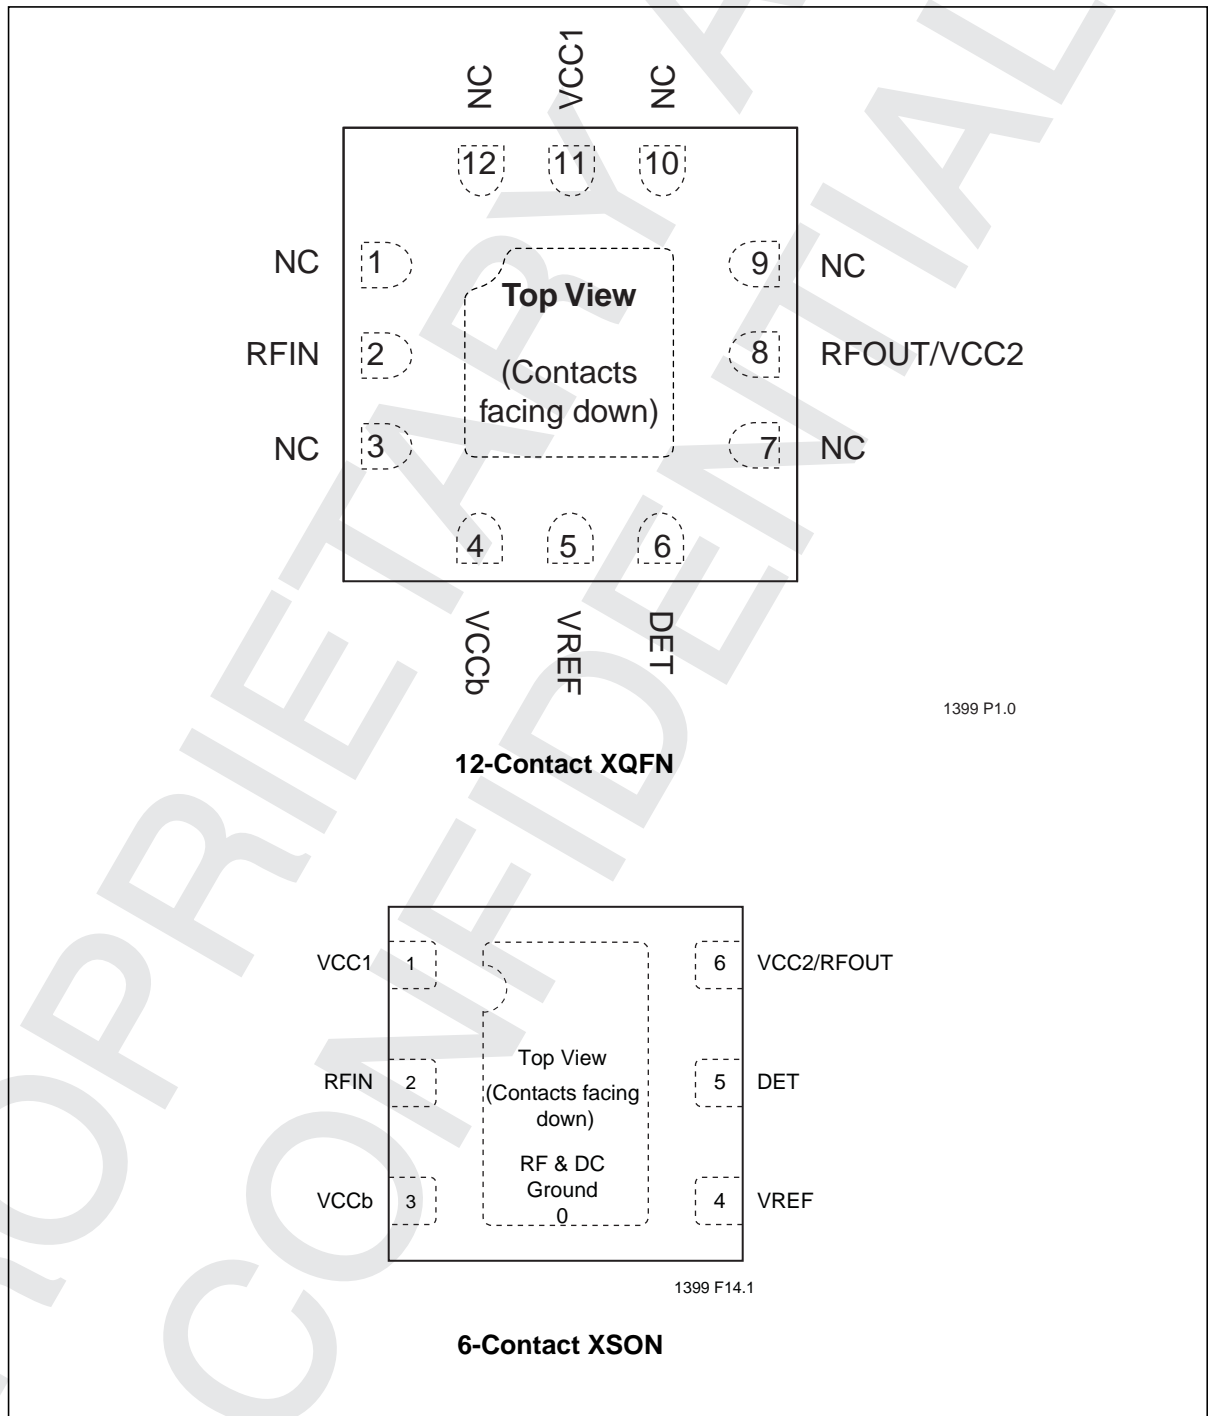 NC
VCC1
NC
12
11
10
NC
1
9
NC
Top View
RFIN
2
8
RFOUT/VCC2
(Contacts
facing down)
NC
3
7
NC
4
5
6
VCCb
VREF
DET
1399 P1.0
12-Contact XQFN
VCC1
1
6
VCC2/RFOUT
Top View
RFIN
2
(Contacts facing
down)
5
DET
RF & DC
Ground
0
VCCb
3
4
VREF
1399 F14.1
6-Contact XSON
CONFIDENTIAL